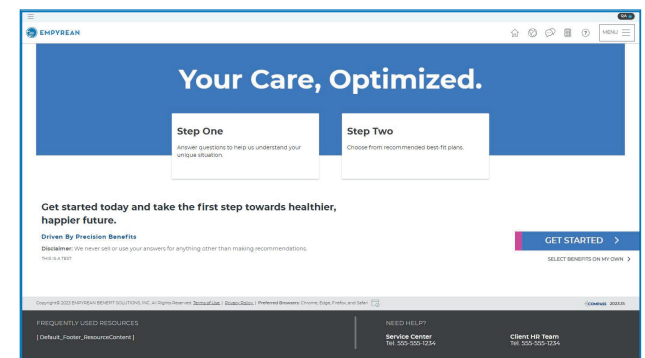 QA
EMPYREAN
MENU
Your Care, Optimized.
Step One
Answer questions to help us understand your
unique situation.
Step Two
Choose from recommended best-fit plans.
Get started today and take the first step towards healthier,
happier future.
Driven By Precision Benefits
Disclaimer: We never sell or use your answers for anything other than making recommendations.
THIS IS A TEST
GET STARTED
SELECT BENEFITS ON MY OWN
Copyright© 2023 EMPYREAN BENEFIT SOLUTIONS, INC. All Rights Reserved. Terms of Use | Privacy Policy | Preferred Browsers: Chrome, Edge, Firefox, and Safari
COMPASS 2023.15
FREQUENTLY USED RESOURCES
[ Default_Footer_ResourceContent ]
NEED HELP?
Service Center
Tel. 555-555-1234
Client HR Team
Tel. 555-555-1234